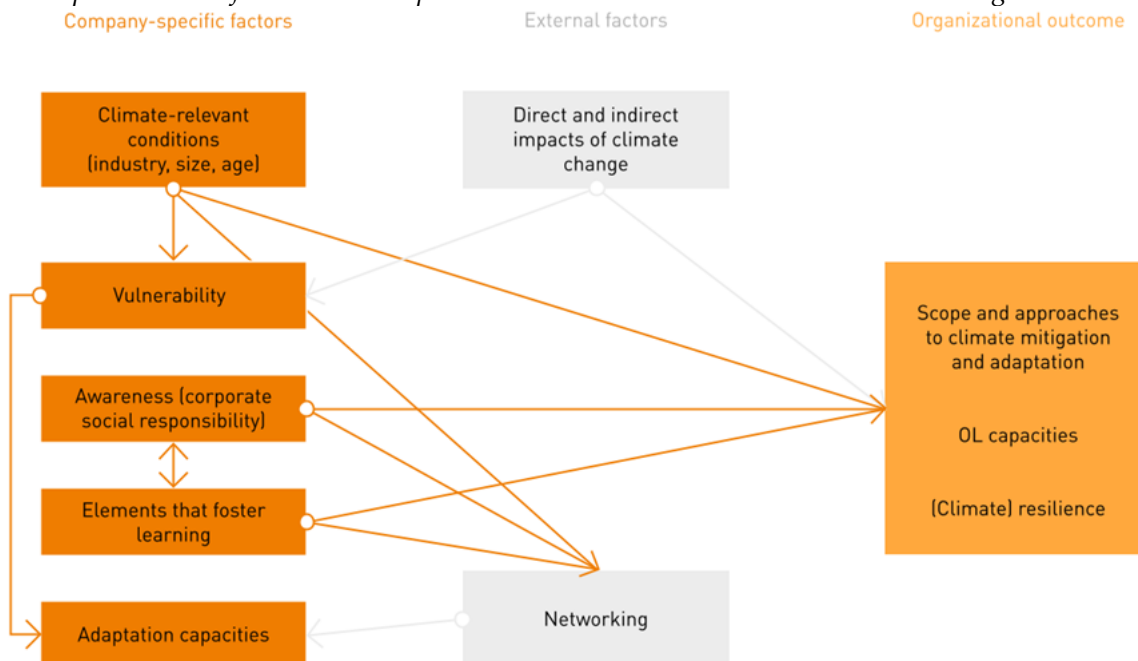 Company-specific factors
External factors
Organizational outcome
Climate-relevant
conditions
(industry, size, age)
Direct and indirect
impacts of climate
change
Vulnerability
Scope and approaches
to climate mitigation
and adaptation
Awareness (corporate
social responsibility)
OL capacities
Elements that foster
learning
(Climate) resilience
Networking
Adaptation capacities